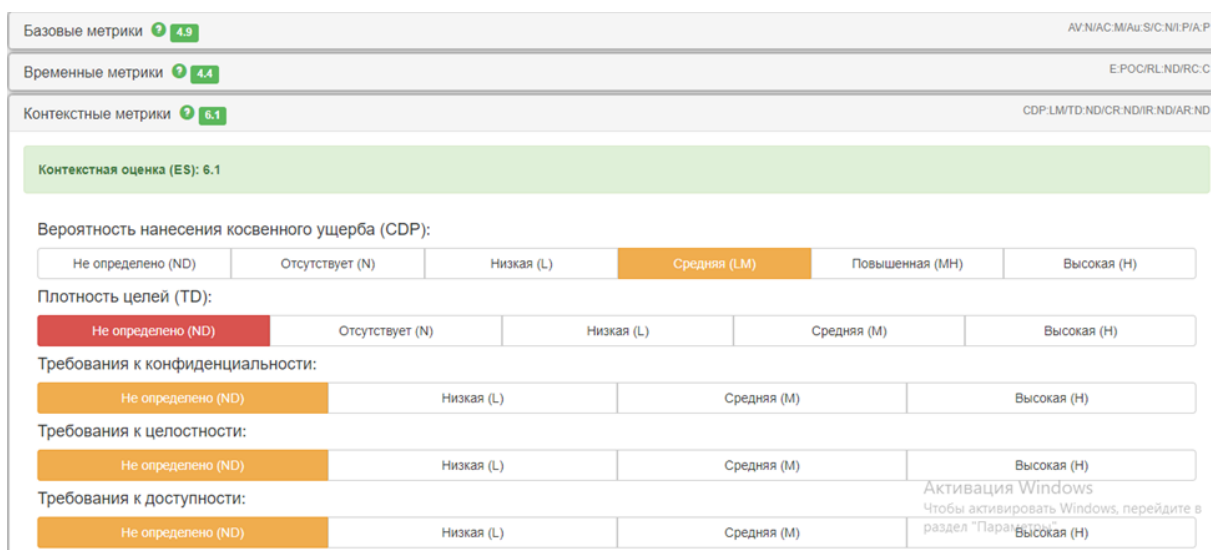 Базовые метрики ? 4.9 AV:N/AC:M/Au:S/C:N/I:P/A:P
Временные метрики ? 4.4 E:POC/RL:ND/RC:C
Контекстные метрики ? 6.1 CDP:LM/TD:ND/CR:ND/IR:ND/AR:ND
Контекстная оценка (ES): 6.1
Вероятность нанесения косвенного ущерба (CDP):
Не определено (ND) Отсутствует (N) Низкая (L) Средняя (LM) Повышенная (MH) Высокая (H)
Плотность целей (TD):
Не определено (ND) Отсутствует (N) Низкая (L) Средняя (M) Высокая (H)
Требования к конфиденциальности:
Не определено (ND) Низкая (L) Средняя (M) Высокая (H)
Требования к целостности:
Не определено (ND) Низкая (L) Средняя (M) Высокая (H)
Активация Windows
Требования к доступности:
Чтобы активировать Windows, перейдите в
раздел "Параметры".
Не определено (ND) Низкая (L) Средняя (M) Высокая (H)